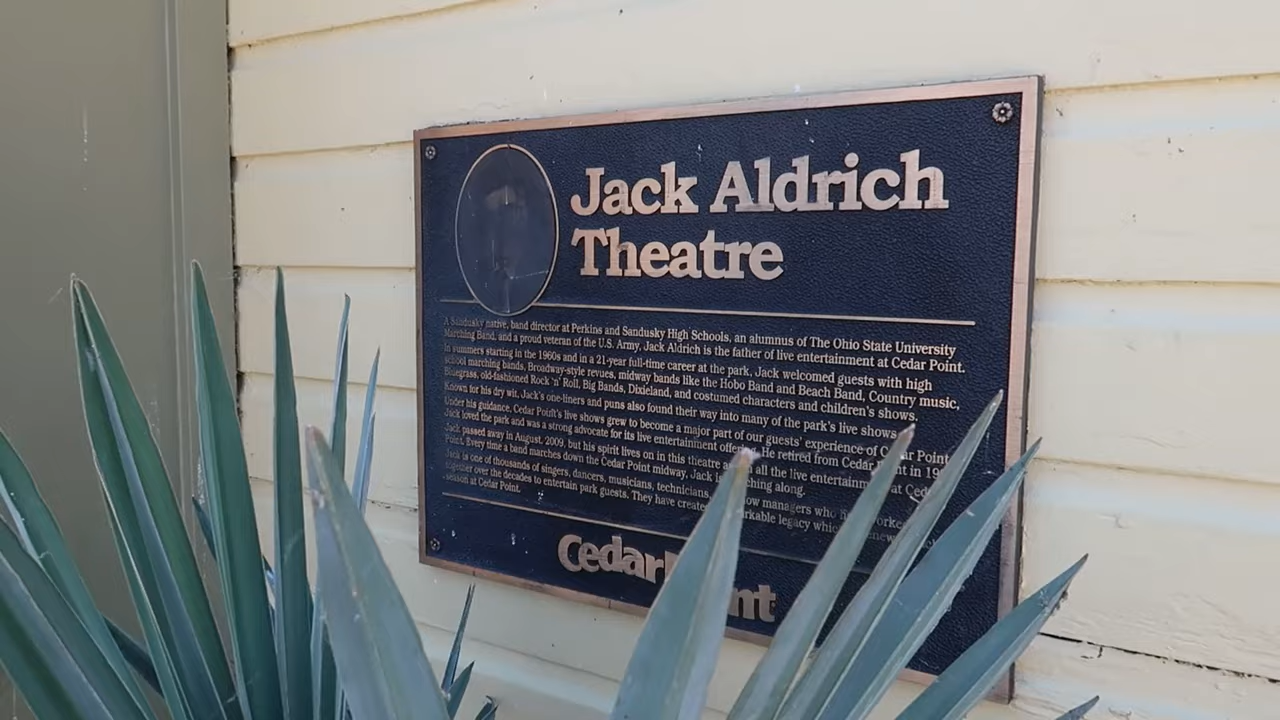 Jack Aldrich
Theatre
A Sandusky native, band director at Perkins and Sandusky High Schools, an alumnus of The Ohio State University
Marching Band, and a proud veteran of the U.S. Army, Jack Aldrich is the father of live entertainment at Cedar Point.
In summers starting in the 1960s and in a 21-year full-time career at the park, Jack welcomed guests with high
school marching bands, Broadway-style revues, midway bands like the Hobo Band and Beach Band, Country music,
Bluegrass, old-fashioned Rock 'n' Roll, Big Bands, Dixieland, and costumed characters and children's shows.
Known for his dry wit, Jack's one-liners and puns also found their way into many of the park's live shows.
Under his guidance, Cedar Point's live shows grew to become a major part of our guests' experience of Cedar Point.
Jack loved the park and was a strong advocate for its live entertainment He retired from Cedar in
Jack passed away in August, 2009, but his spirit lives on in this theatre all the live entertainment at Cedar
Point. Every time a band marches down the Cedar Point midway, Jack is along.
Jack is one of thousands of singers, dancers, musicians, technicians, managers who
together over the decades to entertain park guests. They have legacy
season at Cedar Point.
Cedar nt